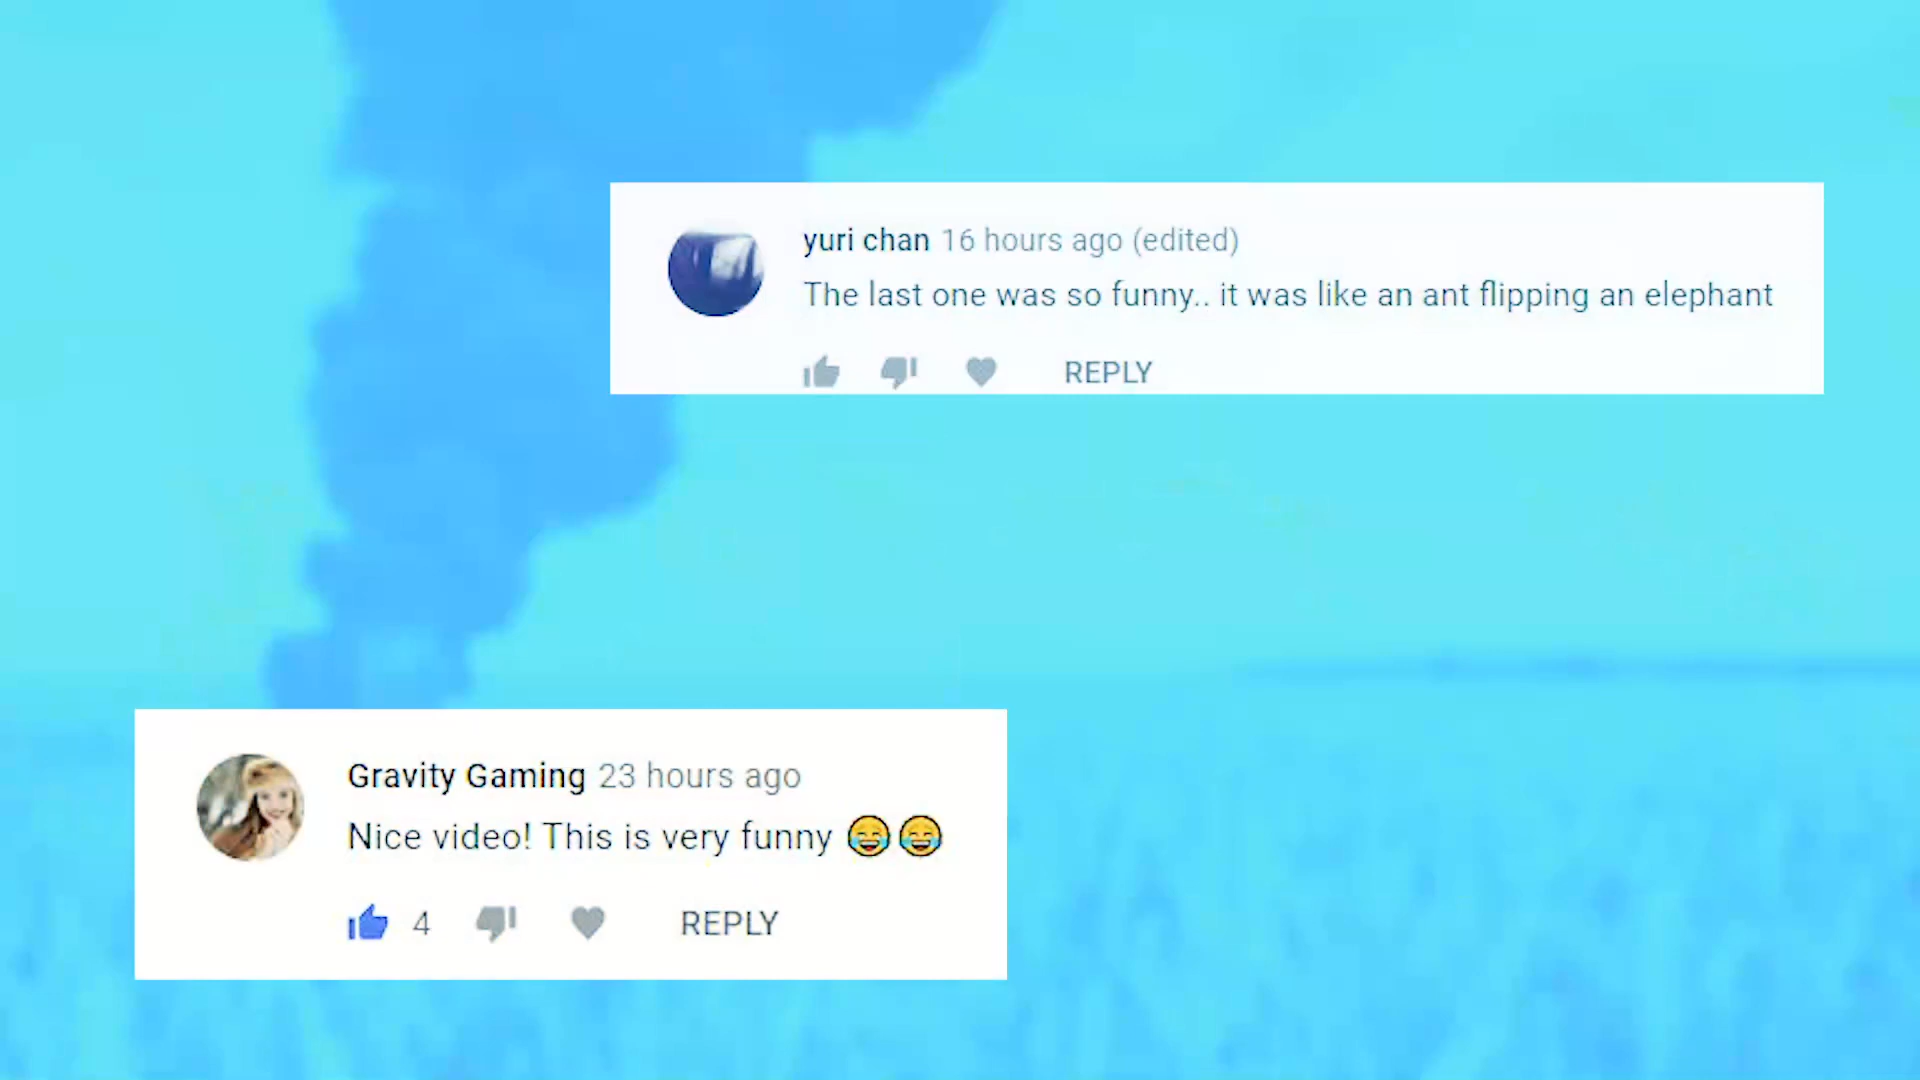 yuri chan 16 hours ago (edited)
The last one was so funny.. it was like an ant flipping an elephant
REPLY
Gravity Gaming 23 hours ago
Nice video! This is very funny 😂😂
4 REPLY